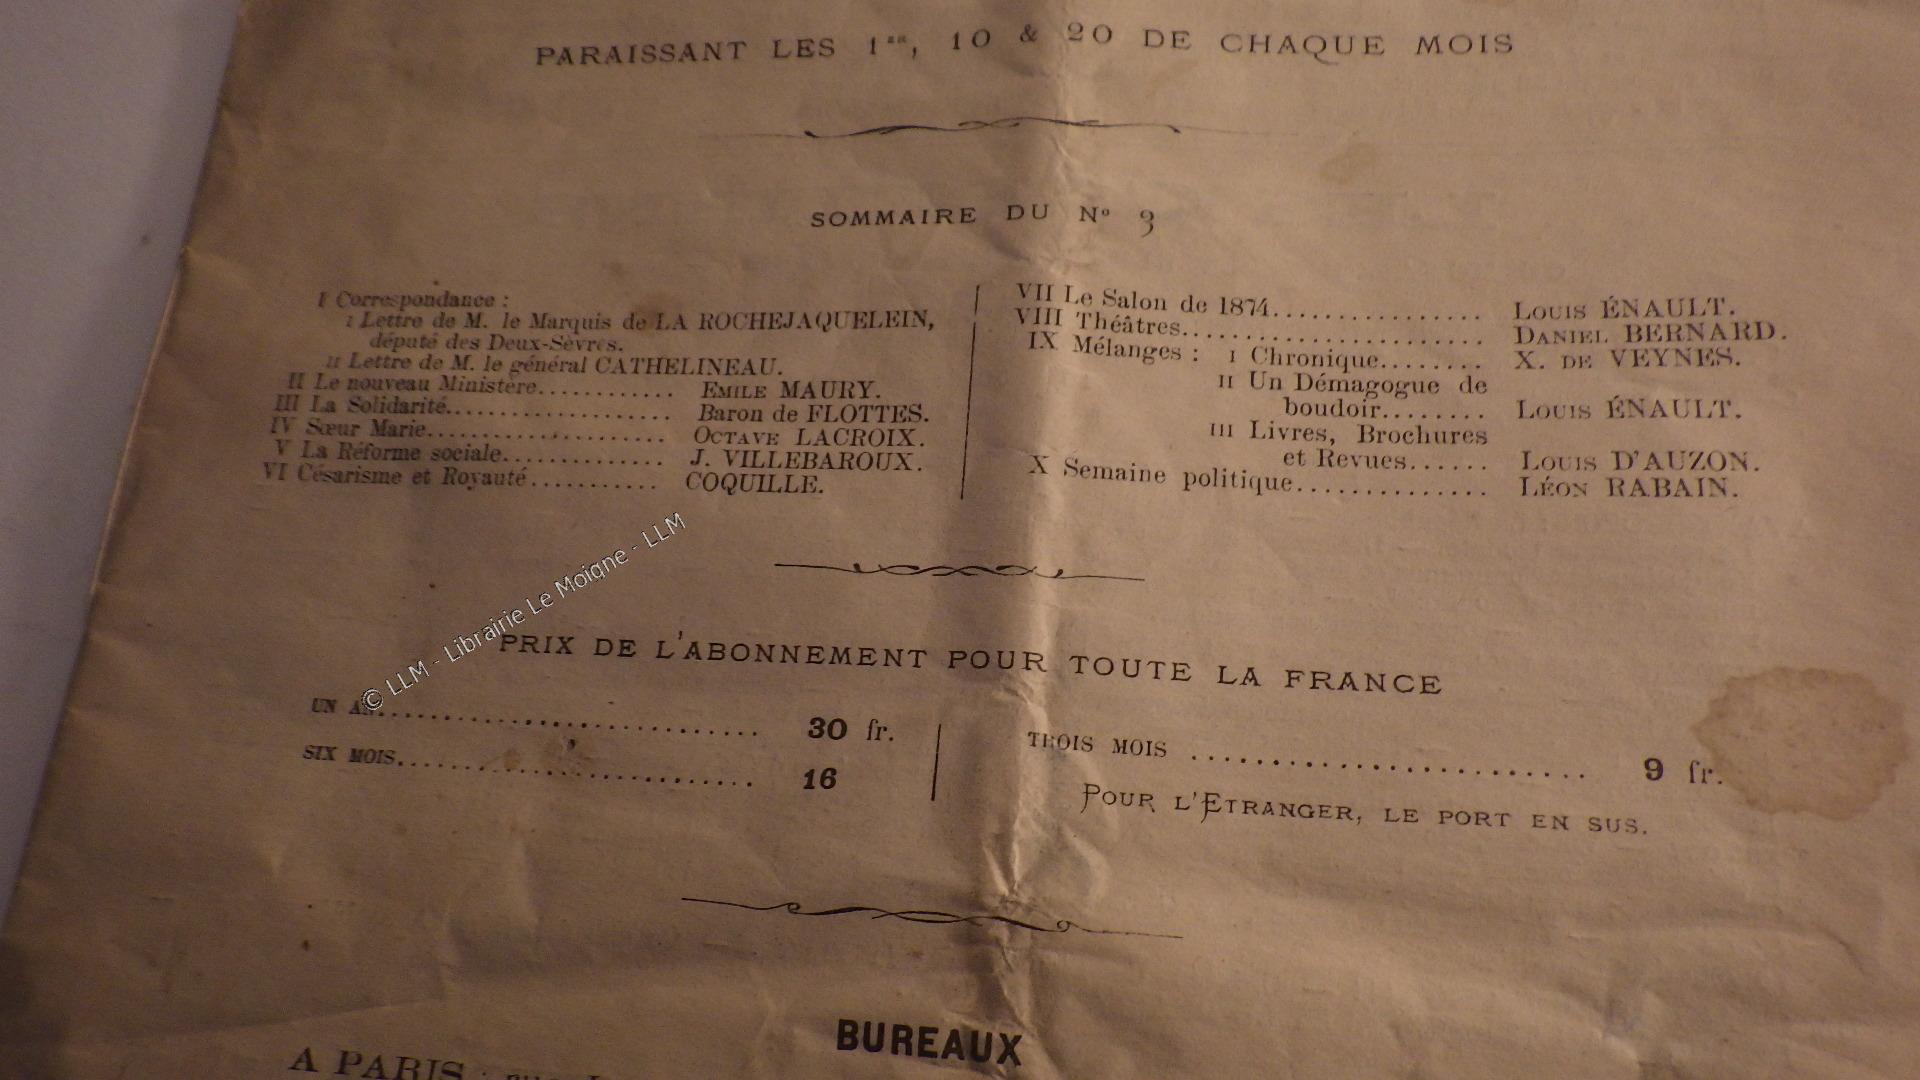 PARAISSANT LES 1er, 10 & 20 DE CHAQUE MOIS
SOMMAIRE DU Nº 3
I Correspondance :
I Lettre de M. le Marquis de LA ROCHEJAQUELEIN,
député des Deux-Sèvres.
II Lettre de M. le général CATHELINEAU.
II Le nouveau Ministère............ EMILE MAURY.
III La Solidarité.................... Baron de FLOTTES.
IV Sœur Marie..................... OCTAVE LACROIX.
V La Réforme sociale.............. J. VILLEBAROUX.
VI Césarisme et Royauté........... COQUILLE.
VII Le Salon de 1874................ LOUIS ÉNAULT.
VIII Théâtres....................... DANIEL BERNARD.
IX Mélanges : I Chronique........ X. DE VEYNES.
II Un Démagogue de
boudoir........ LOUIS ÉNAULT.
III Livres, Brochures
et Revues...... LOUIS D'AUZON.
X Semaine politique.............. LÉON RABAIN.
© LLM - Librairie Le Moigne - LLM
PRIX DE L'ABONNEMENT POUR TOUTE LA FRANCE
UN AN.............................. 30 fr.
SIX MOIS........................... 16
TROIS MOIS ........................ 9 fr.
POUR L'ETRANGER, LE PORT EN SUS.
BUREAUX
A PARIS :